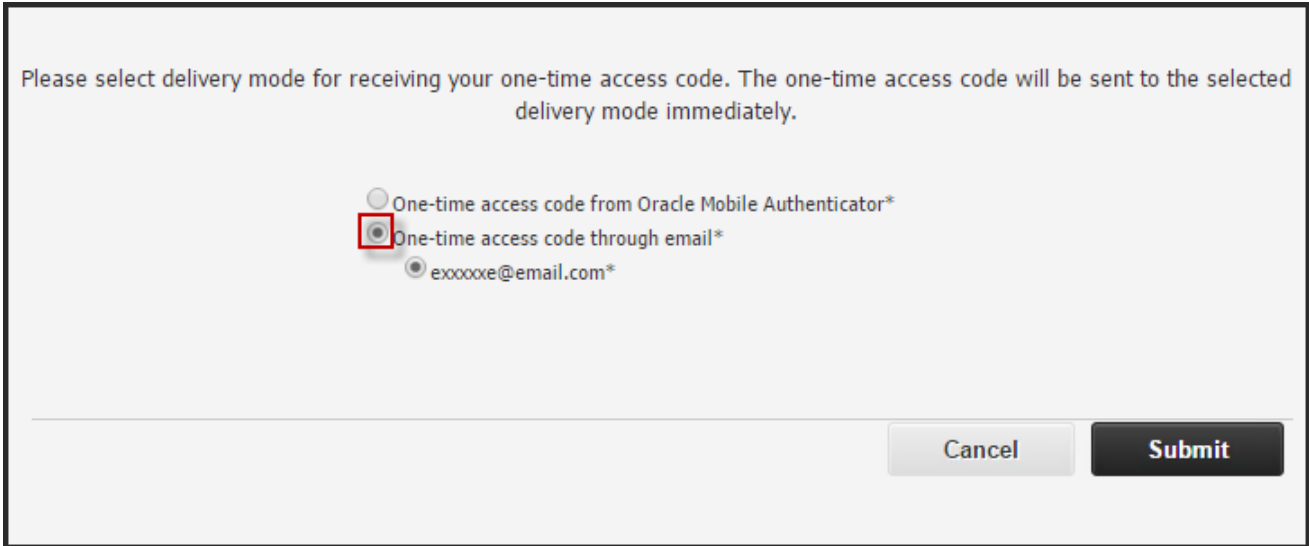 Please select delivery mode for receiving your one-time access code. The one-time access code will be sent to the selected
delivery mode immediately.
One-time access code from Oracle Mobile Authenticator*
One-time access code through email*
exxxxxe@email.com*
Cancel
Submit